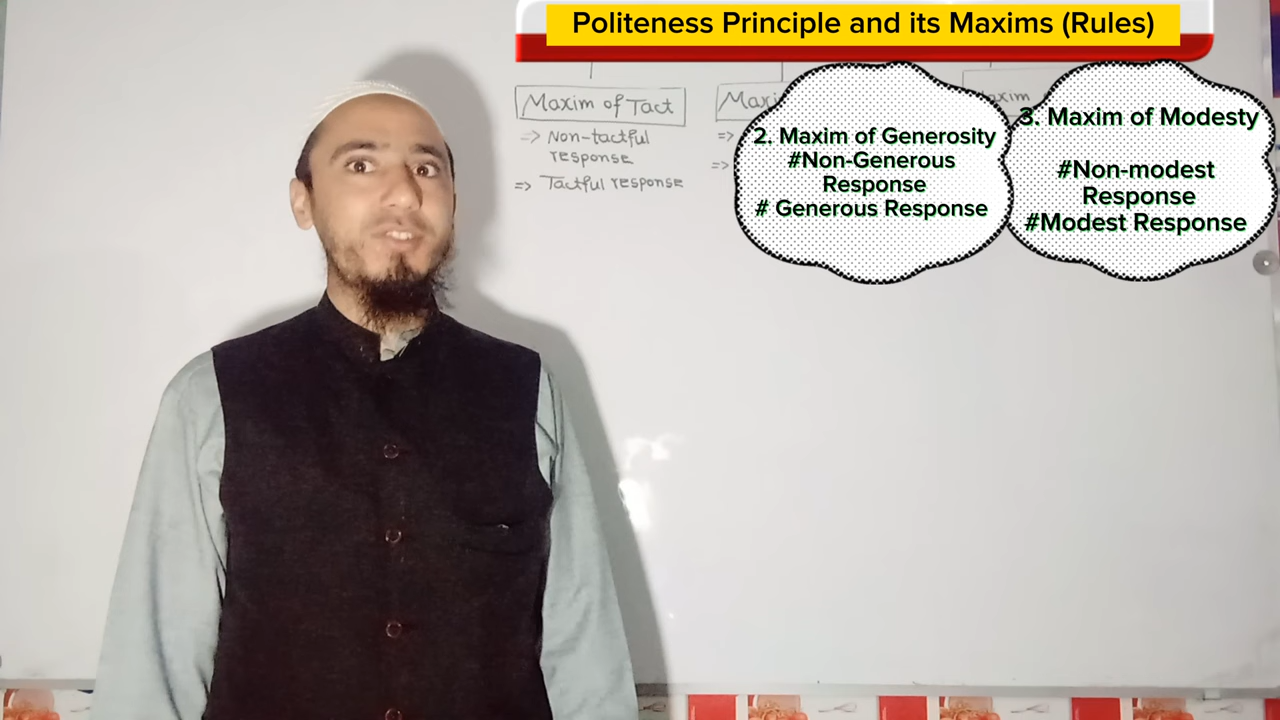 Politeness Principle and its Maxims (Rules)
Maxim of Tact
=> Non-tactful
response
=> Tactful response
2. Maxim of Generosity
#Non-Generous
Response
# Generous Response
3. Maxim of Modesty
#Non-modest
Response
#Modest Response